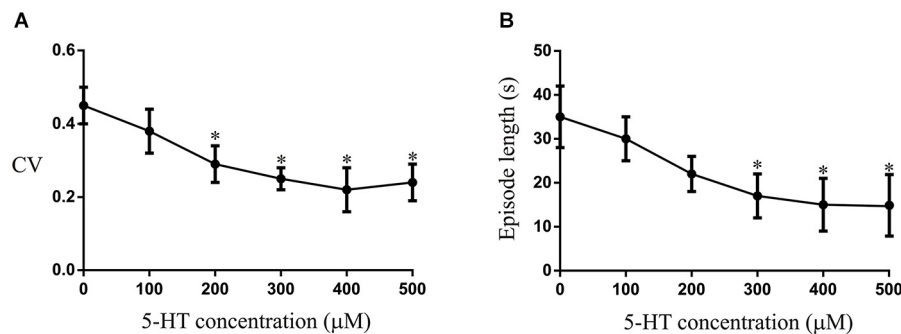 A
0.6
0.4
0.2
0.0
CV
*
*
*
*
0 100 200 300 400 500
5-HT concentration (μM)
B
50
40
30
20
10
0
Episode length (s)
*
*
*
0 100 200 300 400 500
5-HT concentration (μM)